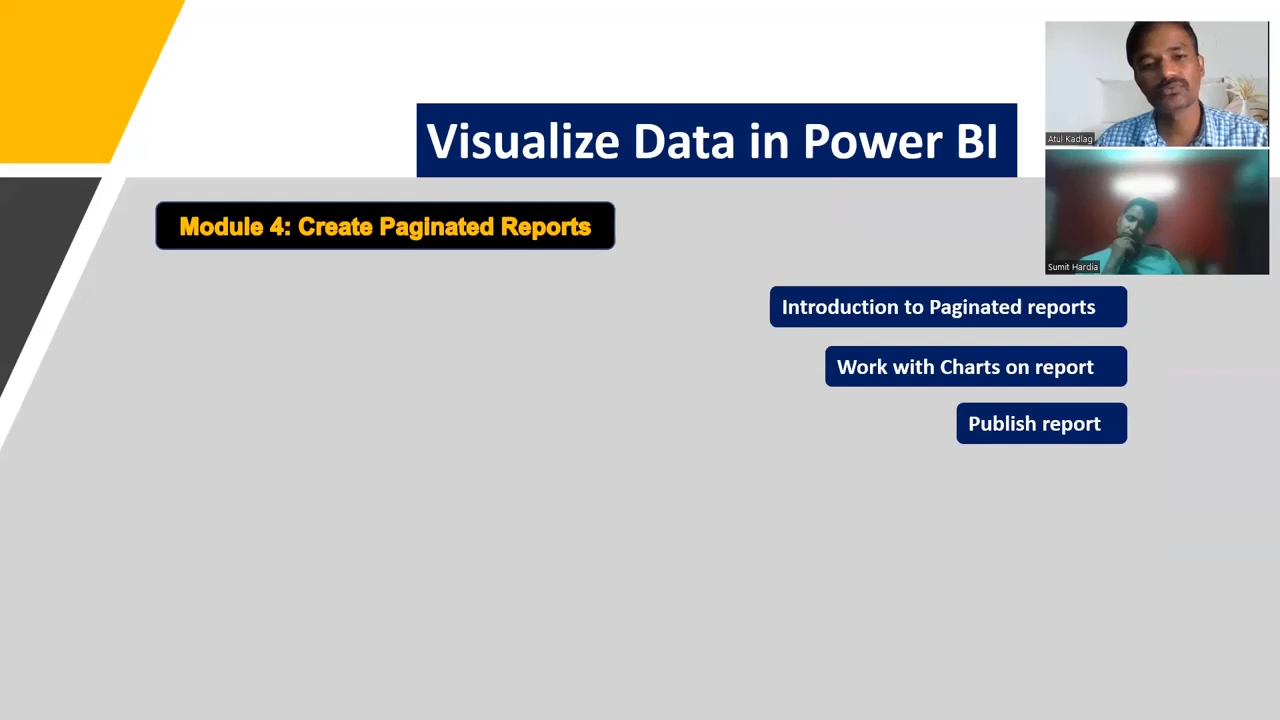 Visualize Data in Power BI
Atul Kadlag
Module 4: Create Paginated Reports
Sumit Hardia
Introduction to Paginated reports
Work with Charts on report
Publish report